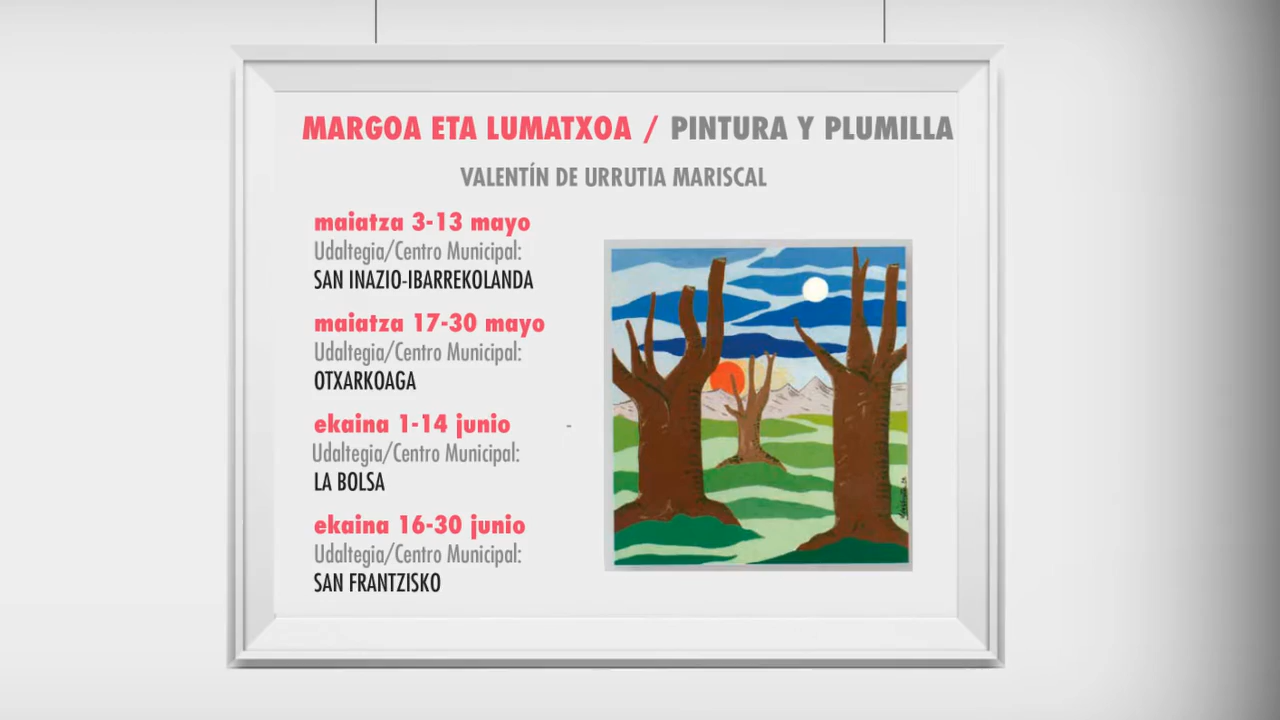 MARGOA ETA LUMATXOA / PINTURA Y PLUMILLA
VALENTÍN DE URRUTIA MARISCAL
maiatza 3-13 mayo
Udaltegia/Centro Municipal:
SAN INAZIO-IBARREKOLANDA
maiatza 17-30 mayo
Udaltegia/Centro Municipal:
OTXARKOAGA
ekaina 1-14 junio
Udaltegia/Centro Municipal:
LA BOLSA
ekaina 16-30 junio
Udaltegia/Centro Municipal:
SAN FRANTZISKO